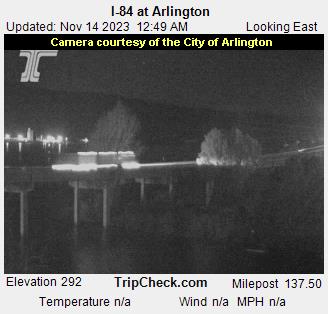 I-84 at Arlington
Updated: Nov 14 2023 12:49 AM Looking East
Camera courtesy of the City of Arlington
Elevation 292 TripCheck.com Milepost 137.50
Temperature n/a Wind n/a MPH n/a